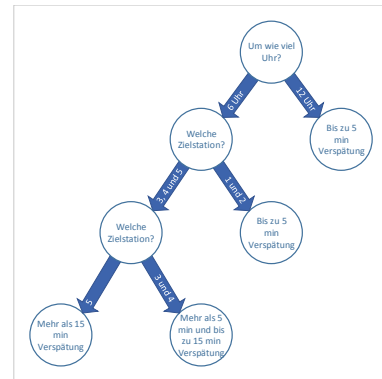 Um wie viel
Uhr?
6 Uhr
12 Uhr
Welche
Zielstation?
Bis zu 5
min
Verspätung
3, 4 und 5
1 und 2
Welche
Zielstation?
Bis zu 5
min
Verspätung
5
3 und 4
Mehr als 15
min
Verspätung
Mehr als 5
min und bis
zu 15 min
Verspätung